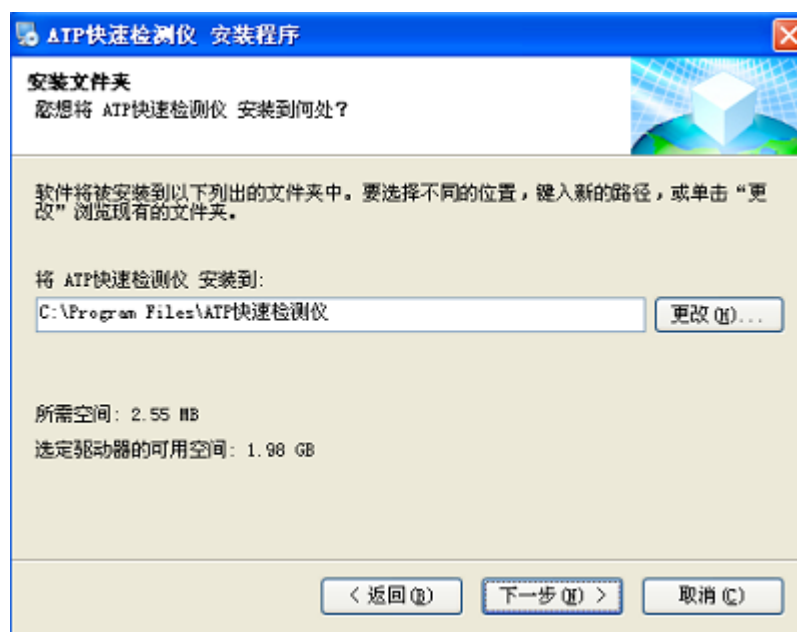 ATP快速检测仪 安装程序
安装文件夹
您想将 ATP快速检测仪 安装到何处？
软件将被安装到以下列出的文件夹中。要选择不同的位置，键入新的路径，或单击“更
改”浏览现有的文件夹。
将 ATP快速检测仪 安装到:
C:\Program Files\ATP快速检测仪
更改(H)...
所需空间: 2.55 MB
选定驱动器的可用空间: 1.98 GB
< 返回(B)
下一步(N) >
取消(C)